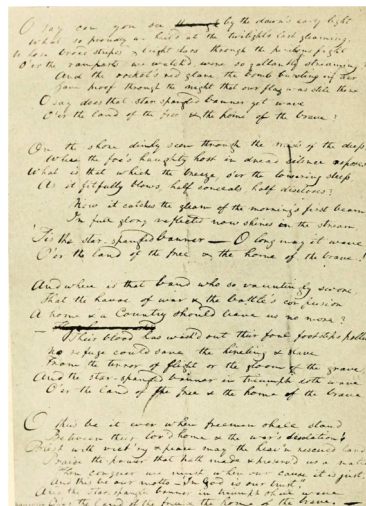 O say can you see through by the dawn's early light
What so proudly we hail'd at the twilight's last gleaming,
Whose broad stripes & bright stars through the perilous fight
O'er the ramparts we watch'd, were so gallantly streaming?
And the rocket's red glare, the bomb bursting in air,
Gave proof through the night that our flag was still there
O say does that star-spangled banner yet wave
O'er the land of the free & the home of the brave?
On the shore dimly seen through the mists of the deep,
Where the foe's haughty host in dread silence reposes,
What is that which the breeze, o'er the towering steep,
As it fitfully blows, half conceals half discloses?
Now it catches the gleam of the morning's first beam,
In full glory reflected now shines in the stream,
'Tis the star-spangled banner — O long may it wave
O'er the land of the free & the home of the brave!
And where is that band who so vauntingly swore,
That the havoc of war & the battle's confusion
A home & a Country should leave us no more?
Their blood has wash'd out their foul footsteps pollution
No refuge could save the hireling & slave
From the terror of flight or the gloom of the grave,
And the star-spangled banner in triumph doth wave
O'er the land of the free & the home of the brave
O thus be it ever when freemen shall stand
Between their lov'd home & the war's desolation!
Blest with vict'ry & peace may the heav'n rescued land
Praise the power that hath made & preserv'd us a nation
Then conquer we must, when our cause it is just,
And this be our motto — "In God is our trust,"
And the star-spangled banner in triumph shall wave
O'er the land of the free & the home of the brave. —